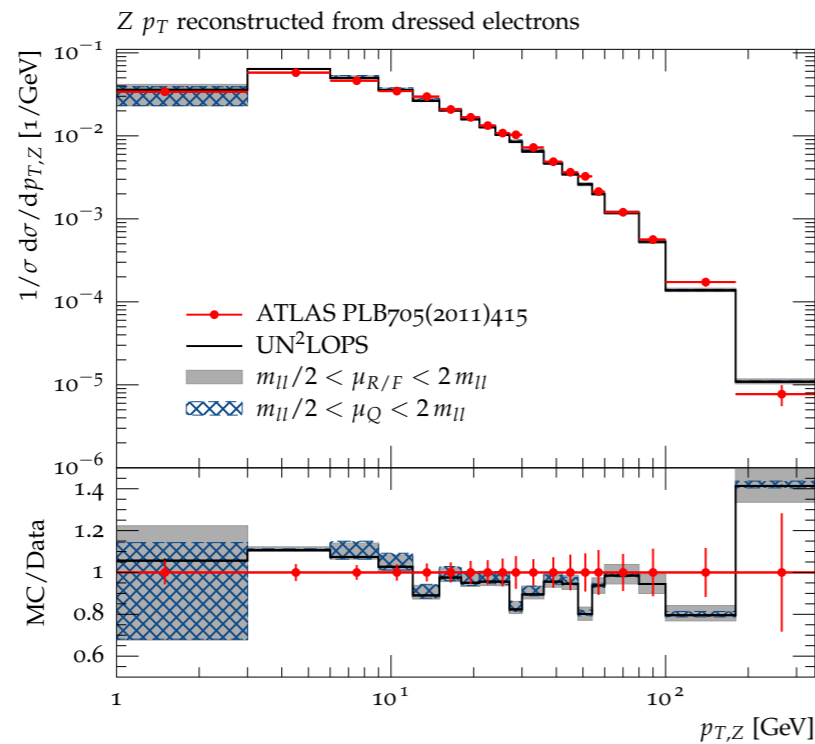 Z p_T reconstructed from dressed electrons
1/σ dσ/dp_{T,Z} [1/GeV]
10^{−1}
10^{−2}
10^{−3}
10^{−4}
10^{−5}
10^{−6}
ATLAS PLB705(2011)415
UN²LOPS
m_{ll}/2 < μ_{R/F} < 2 m_{ll}
m_{ll}/2 < μ_Q < 2 m_{ll}
MC/Data
1.4
1.2
1
0.8
0.6
1 10^1 10^2
p_{T,Z} [GeV]